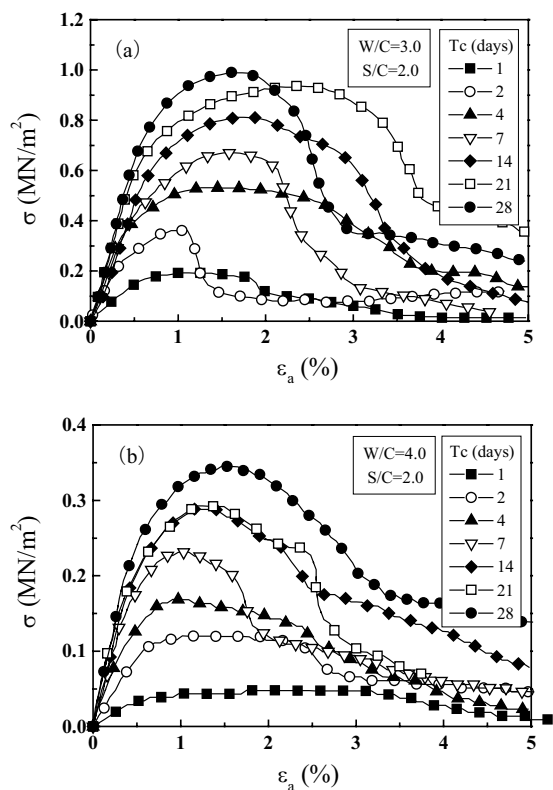 (a)
W/C=3.0
S/C=2.0
Tc (days)
1
2
4
7
14
21
28
σ (MN/m²)
1.0
0.8
0.6
0.4
0.2
0.0
0 1 2 3 4 5
εa (%)
(b)
W/C=4.0
S/C=2.0
Tc (days)
1
2
4
7
14
21
28
σ (MN/m²)
0.4
0.3
0.2
0.1
0.0
0 1 2 3 4 5
εa (%)